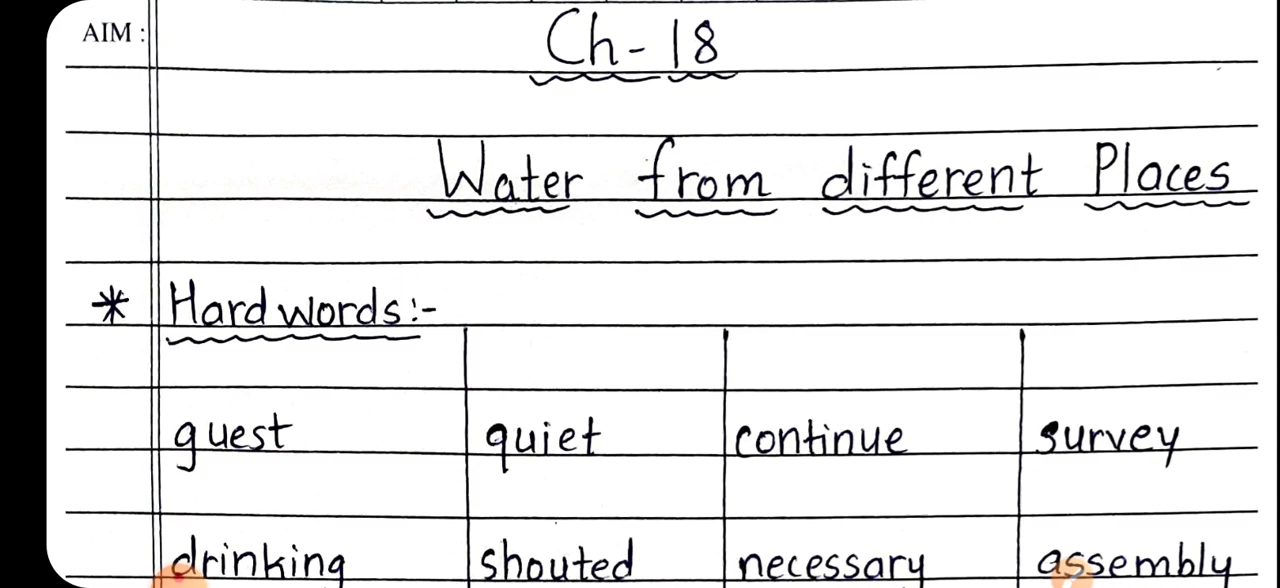 AIM :
Ch-18
Water from different Places
* Hard words:-
guest quiet continue survey
drinking shouted necessary assembly